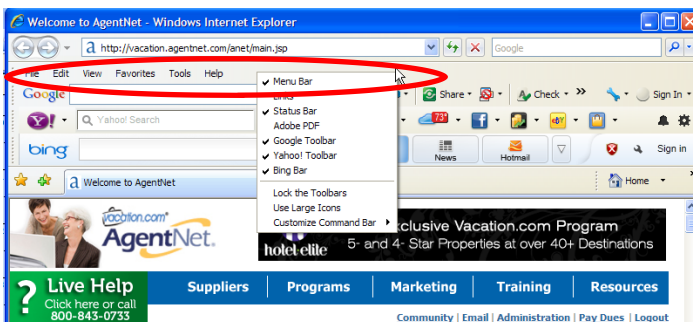 Welcome to AgentNet - Windows Internet Explorer
http://vacation.agentnet.com/anet/main.jsp
Google
File Edit View Favorites Tools Help
Menu Bar
Links
Status Bar
Adobe PDF
Google Toolbar
Yahoo! Toolbar
Bing Bar
Lock the Toolbars
Use Large Icons
Customize Command Bar
Google
Share
Check
Sign In
Y!
Yahoo! Search
73°
eBY
bing
News
Hotmail
Sign in
Welcome to AgentNet
Home
vacation.com
AgentNet.
hotel-elite
Exclusive Vacation.com Program
5- and 4- Star Properties at over 40+ Destinations
Live Help
Click here or call
800-843-0733
Suppliers Programs Marketing Training Resources
Community | Email | Administration | Pay Dues | Logout